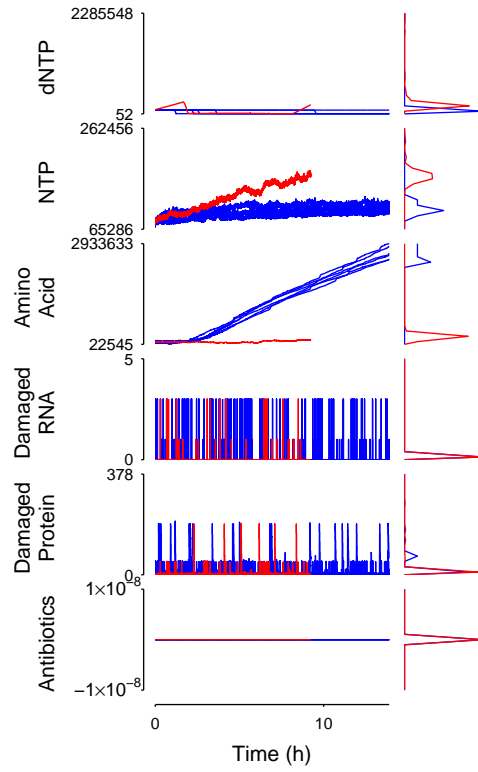 2285548
dNTP
52
262456
NTP
65286
2933633
Amino
Acid
22545
5
Damaged
RNA
0
378
Damaged
Protein
0
1×10⁻⁸
Antibiotics
−1×10⁻⁸
0 10
Time (h)